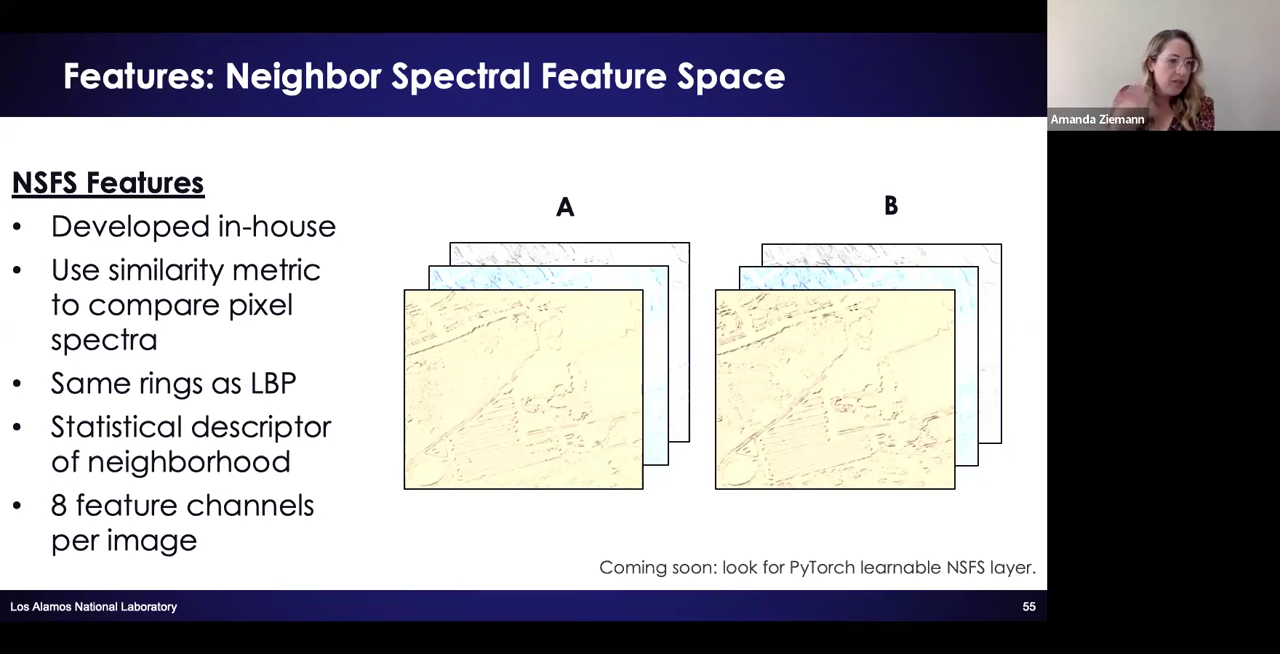 Features: Neighbor Spectral Feature Space
Amanda Ziemann
NSFS Features
• Developed in-house
• Use similarity metric
to compare pixel
spectra
• Same rings as LBP
• Statistical descriptor
of neighborhood
• 8 feature channels
per image
A
B
Coming soon: look for PyTorch learnable NSFS layer.
Los Alamos National Laboratory
55